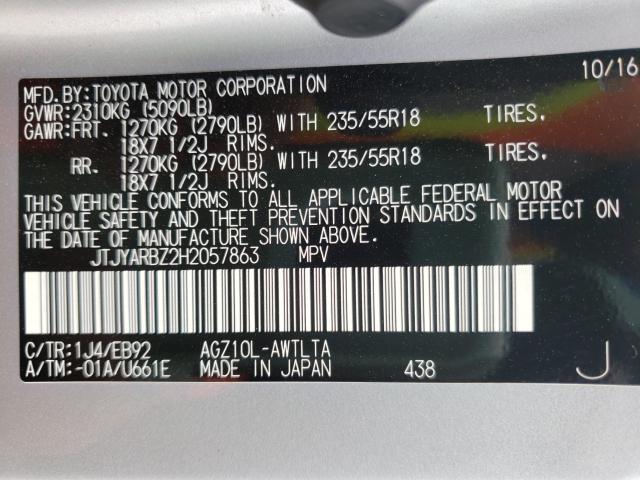 10/16
MFD.BY:TOYOTA MOTOR CORPORATION
GVWR:2310KG (5090LB)
GAWR:FRT. 1270KG (2790LB) WITH 235/55R18 TIRES.
18X7 1/2J RIMS.
RR. 1270KG (2790LB) WITH 235/55R18 TIRES.
18X7 1/2J RIMS.
THIS VEHICLE CONFORMS TO ALL APPLICABLE FEDERAL MOTOR
VEHICLE SAFETY AND THEFT PREVENTION STANDARDS IN EFFECT ON
THE DATE OF MANUFACTURE SHOWN ABOVE.
JTJYARBZ2H2057863 MPV
C/TR:1J4/EB92 AGZ10L-AWTLTA
A/TM:-01A/U661E MADE IN JAPAN 438 J